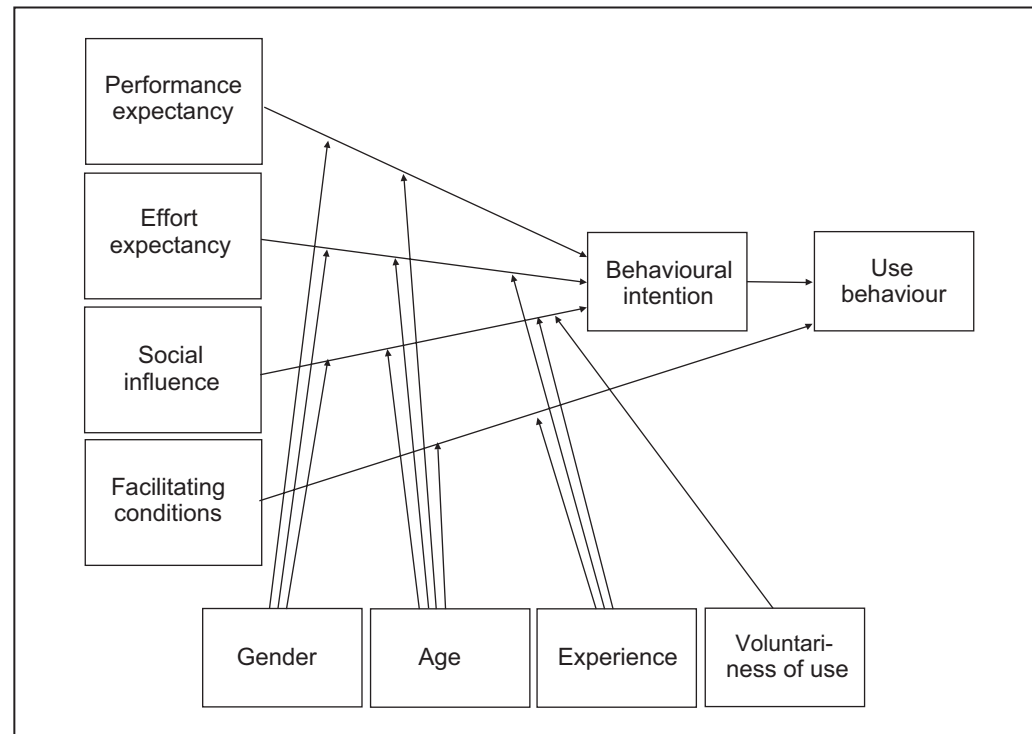 Performance
expectancy
Effort
expectancy
Social
influence
Facilitating
conditions
Behavioural
intention
Use
behaviour
Gender
Age
Experience
Voluntari-
ness of use